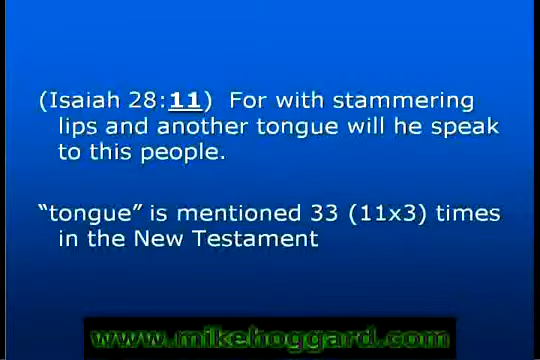 (Isaiah 28:11)  For with stammering
lips and another tongue will he speak
to this people.
“tongue” is mentioned 33 (11x3) times
in the New Testament
www.mikehoggard.com